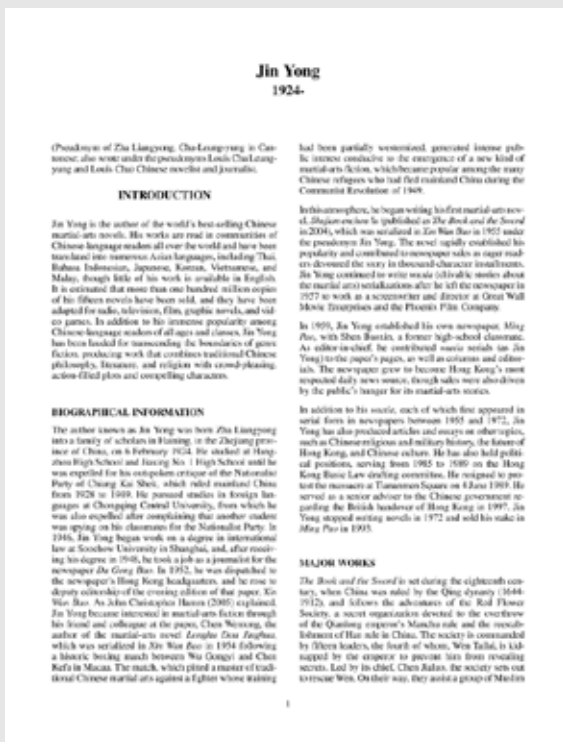 Jin Yong
1924-
(Pseudonym of Zha Liangyong, Cha Leung-yung in Can-
tonese; also wrote under the pseudonyms Louis Cha Leung-
yung and Louis Cha) Chinese novelist and journalist.
INTRODUCTION
Jin Yong is the author of the world's best-selling Chinese
martial-arts novels. His works are read in communities of
Chinese-language readers all over the world and have been
translated into numerous Asian languages, including Thai,
Bahasa Indonesian, Japanese, Korean, Vietnamese, and
Malay, though little of his work is available in English.
It is estimated that more than one hundred million copies
of his fifteen novels have been sold, and they have been
adapted for radio, television, film, graphic novels, and vid-
eo games. In addition to his immense popularity among
Chinese-language readers of all ages and classes, Jin Yong
has been lauded for transcending the boundaries of genre
fiction, producing work that combines traditional Chinese
philosophy, literature, and religion with crowd-pleasing,
action-filled plots and compelling characters.
BIOGRAPHICAL INFORMATION
The author known as Jin Yong was born Zha Liangyong
into a family of scholars in Haining, in the Zhejiang prov-
ince of China, on 6 February 1924. He studied at Hang-
zhou High School and Jiaxing No. 1 High School until he
was expelled for his outspoken critique of the Nationalist
Party of Chiang Kai Shek, which ruled mainland China
from 1928 to 1949. He pursued studies in foreign lan-
guages at Chongqing Central University, from which he
was also expelled after complaining that another student
was spying on his classmates for the Nationalist Party. In
1946, Jin Yong began work on a degree in international
law at Soochow University in Shanghai, and, after receiv-
ing his degree in 1948, he took a job as a journalist for the
newspaper Da Gong Bao. In 1952, he was dispatched to
the newspaper's Hong Kong headquarters, and he rose to
deputy editorship of the evening edition of that paper, Xin
Wan Bao. As John Christopher Hamm (2005) explained,
Jin Yong became interested in martial-arts fiction through
his friend and colleague at the paper, Chen Wentong, the
author of the martial-arts novel Longhu Dou Jinghua,
which was serialized in Xin Wan Bao in 1954 following
a historic boxing match between Wu Gongyi and Chen
Kefu in Macau. The match, which pitted a master of tradi-
tional Chinese martial arts against a fighter whose training
had been partially westernized, generated intense pub-
lic interest conducive to the emergence of a new kind of
martial-arts fiction, which became popular among the many
Chinese refugees who had fled mainland China during the
Communist Revolution of 1949.
In this atmosphere, he began writing his first martial-arts nov-
el, Shujian enchou lu (published as The Book and the Sword
in 2004), which was serialized in Xin Wan Bao in 1955 under
the pseudonym Jin Yong. The novel rapidly established his
popularity and contributed to newspaper sales as eager read-
ers devoured the story in thousand-character installments.
Jin Yong continued to write wuxia (chivalric stories about
the martial arts) serializations after he left the newspaper in
1957 to work as a screenwriter and director at Great Wall
Movie Enterprises and the Phoenix Film Company.
In 1959, Jin Yong established his own newspaper, Ming
Pao, with Shen Baoxin, a former high-school classmate.
As editor-in-chief, he contributed wuxia serials (as Jin
Yong) to the paper's pages, as well as columns and editor-
ials. The newspaper grew to become Hong Kong's most
respected daily news source, though sales were also driven
by the public's hunger for its martial-arts stories.
In addition to his wuxia, each of which first appeared in
serial form in newspapers between 1955 and 1972, Jin
Yong has also produced articles and essays on other topics,
such as Chinese religious and military history, the future of
Hong Kong, and Chinese culture. He has also held politi-
cal positions, serving from 1985 to 1989 on the Hong
Kong Basic Law drafting committee. He resigned to pro-
test the massacre at Tiananmen Square on 4 June 1989. He
served as a senior adviser to the Chinese government re-
garding the British handover of Hong Kong in 1997. Jin
Yong stopped writing novels in 1972 and sold his stake in
Ming Pao in 1993.
MAJOR WORKS
The Book and the Sword is set during the eighteenth cen-
tury, when China was ruled by the Qing dynasty (1644-
1912), and follows the adventures of the Red Flower
Society, a secret organization devoted to the overthrow
of the Qianlong emperor's Manchu rule and the reestab-
lishment of Han rule in China. The society is commanded
by fifteen leaders, the fourth of whom, Wen Tailai, is kid-
napped by the emperor to prevent him from revealing
secrets. Led by its chief, Chen Jialuo, the society sets out
to rescue Wen. On their way, they assist a group of Muslim
1